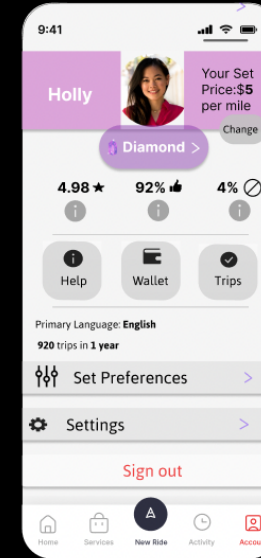 9:41
Holly
Your Set
Price:$5
per mile
Change
Diamond >
4.98★
92%
4%
Help
Wallet
Trips
Primary Language: English
920 trips in 1 year
Set Preferences >
Settings >
Sign out
Home
Services
New Ride
Activity